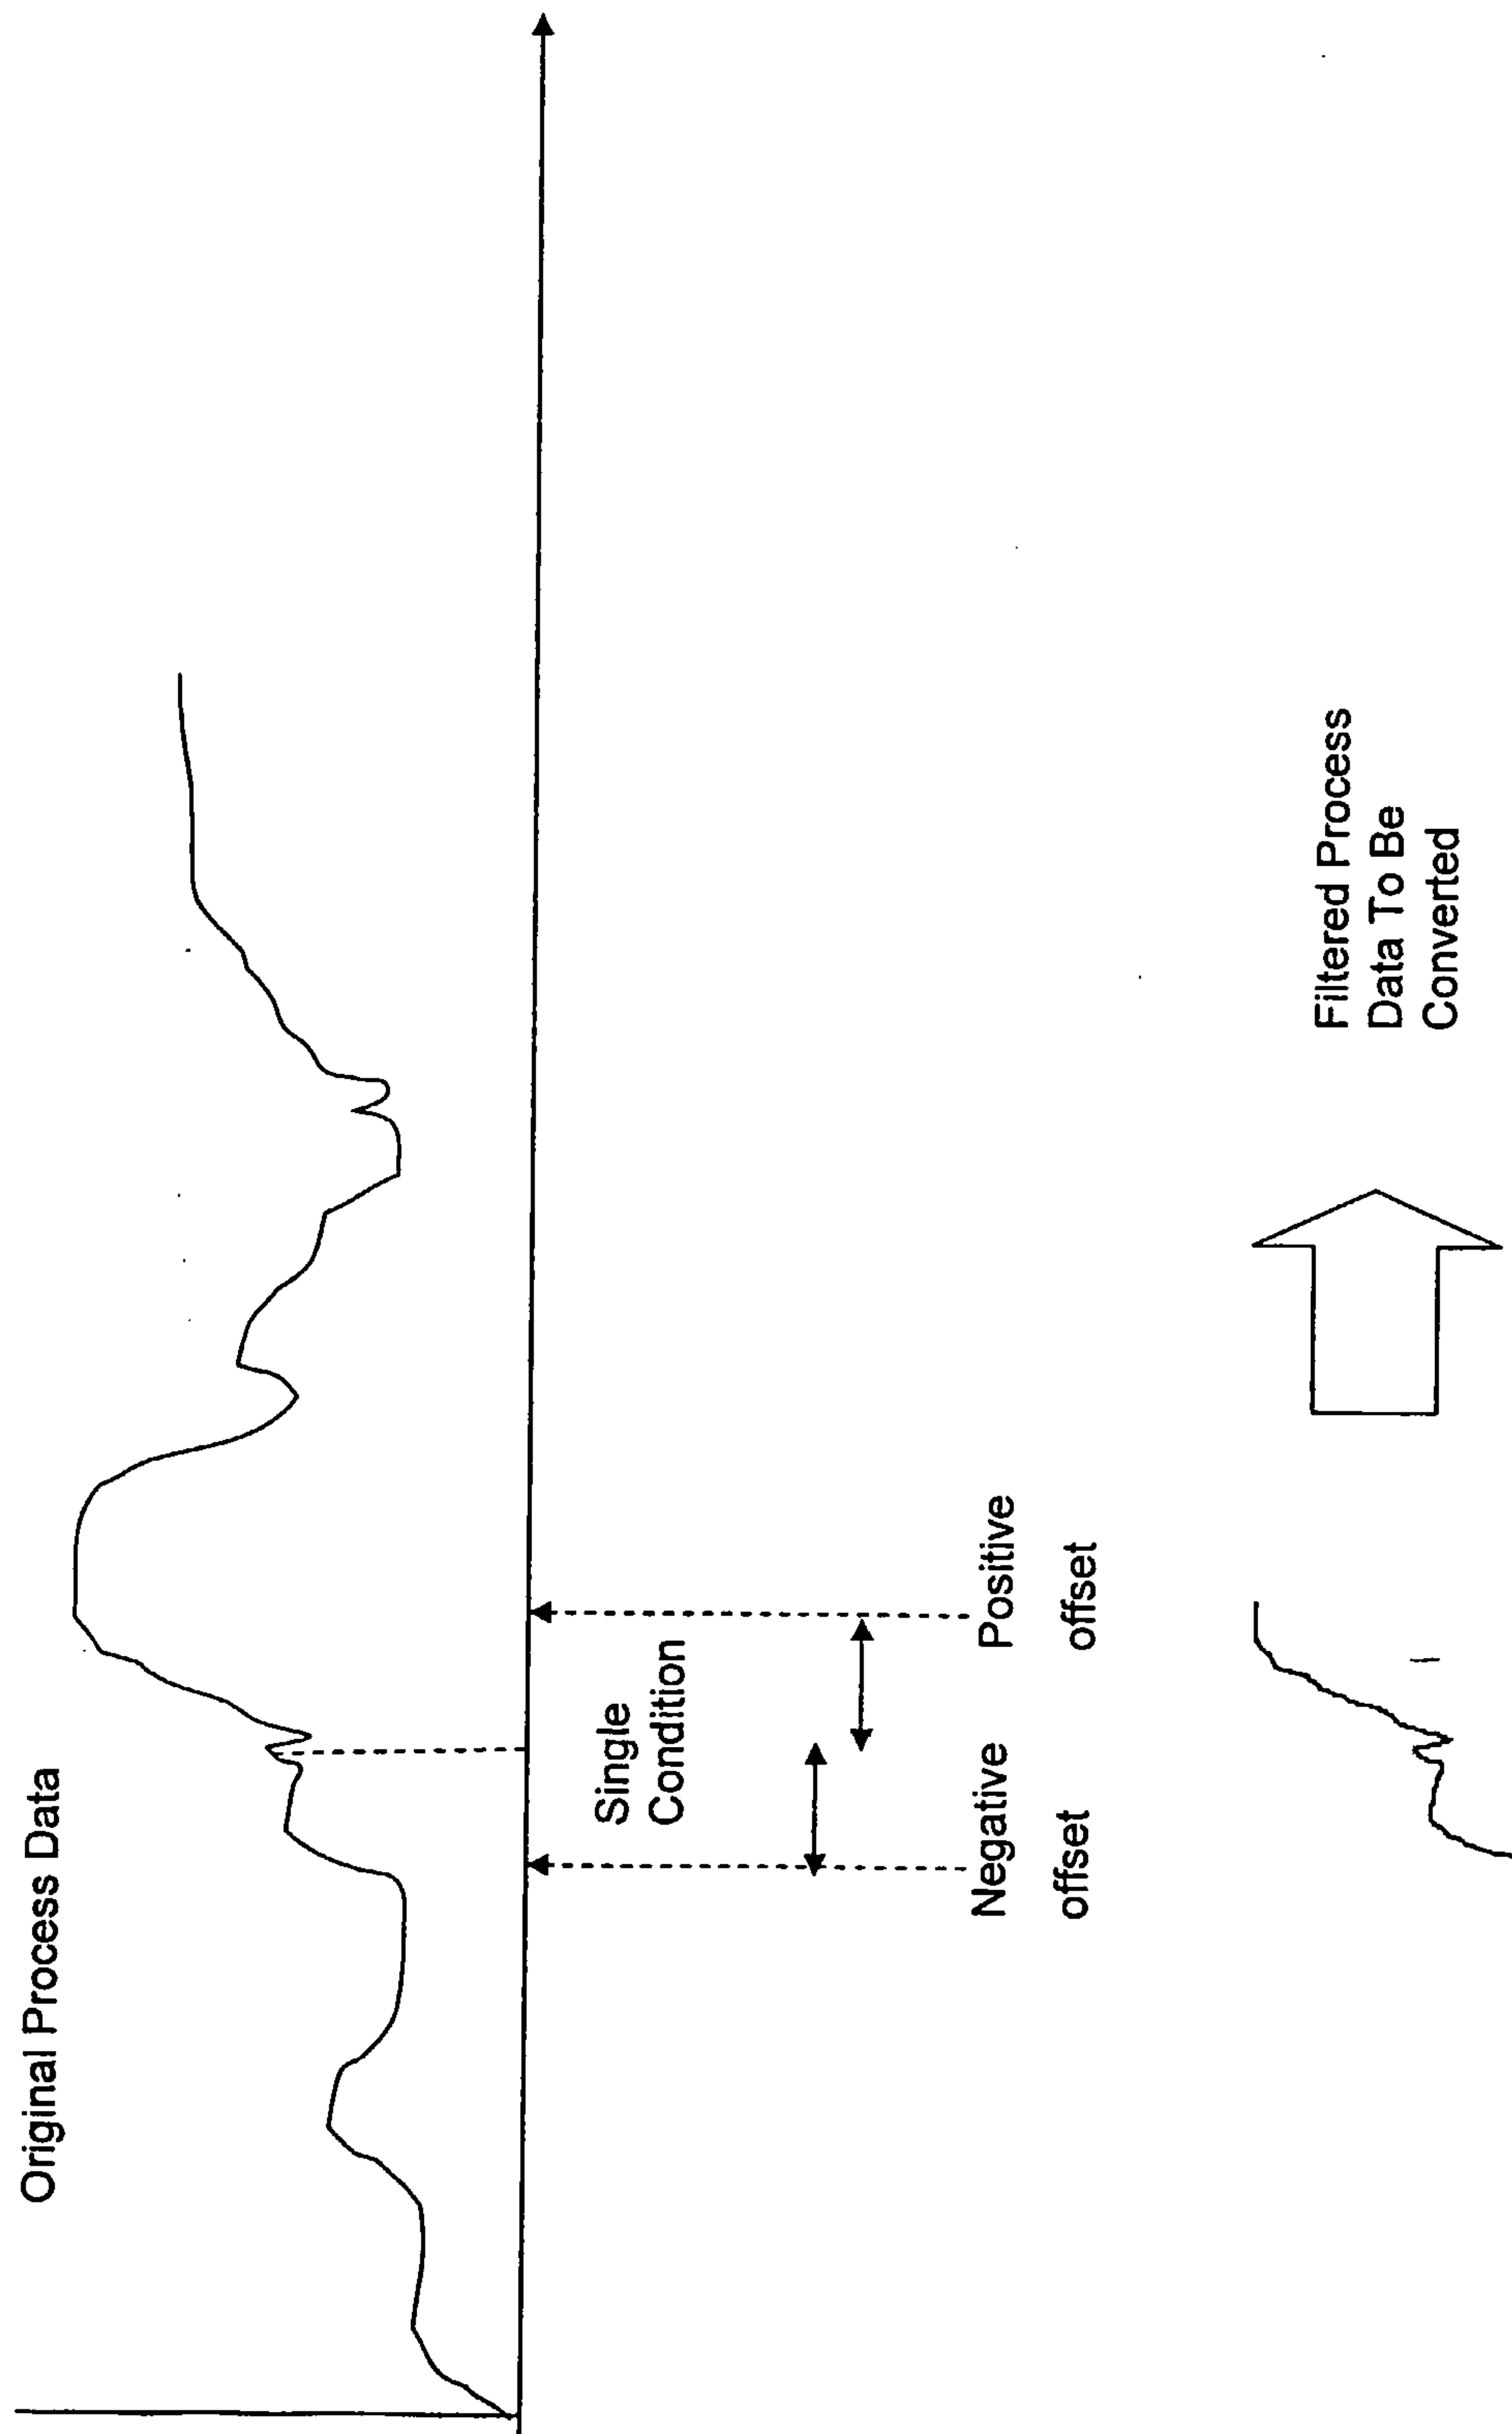 Original Process Data
Single
Condition
Negative
offset
Positive
offset
Filtered Process
Data To Be
Converted